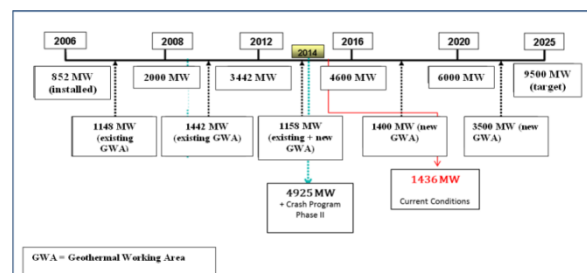 2006
2008
2012
2014
2016
2020
2025
852 MW
(installed)
2000 MW
3442 MW
4600 MW
6000 MW
9500 MW
(target)
1148 MW
(existing
GWA)
1442 MW
(existing GWA)
1158 MW
(existing + new
GWA)
1400 MW (new
GWA)
3500 MW (new
GWA)
4925 MW
+ Crash Program
Phase II
1436 MW
Current Conditions
GWA = Geothermal Working Area